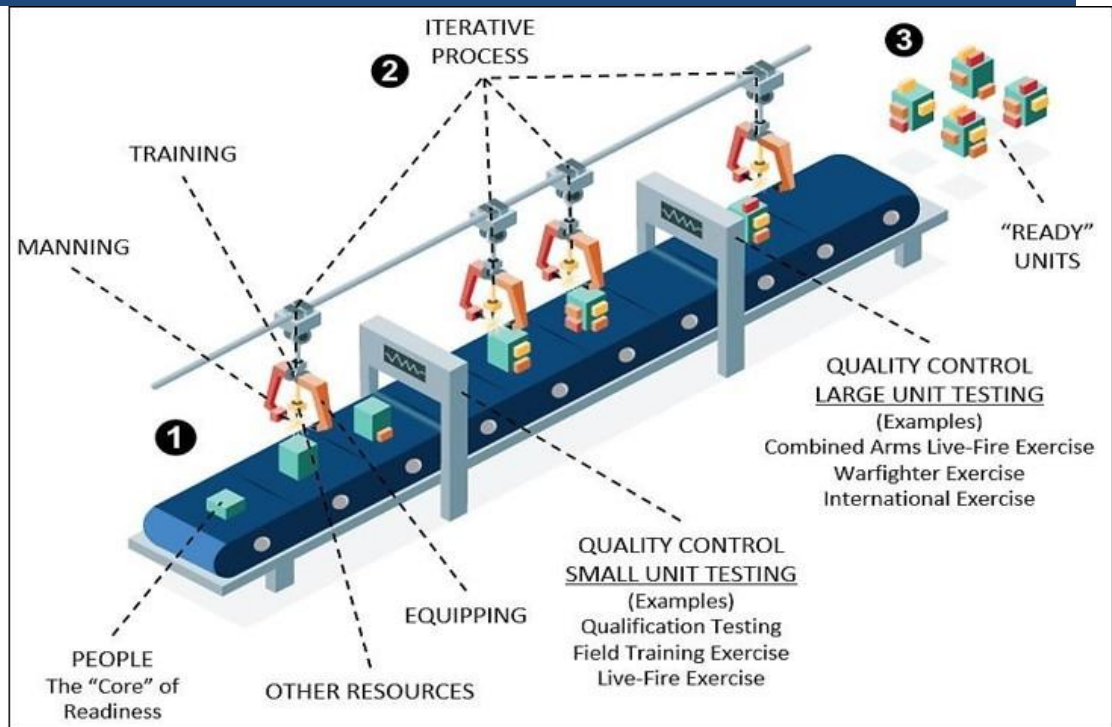 ITERATIVE
PROCESS
2
3
TRAINING
MANNING
"READY"
UNITS
1
QUALITY CONTROL
LARGE UNIT TESTING
(Examples)
Combined Arms Live-Fire Exercise
Warfighter Exercise
International Exercise
QUALITY CONTROL
SMALL UNIT TESTING
(Examples)
Qualification Testing
Field Training Exercise
Live-Fire Exercise
EQUIPPING
PEOPLE
The "Core" of
Readiness
OTHER RESOURCES